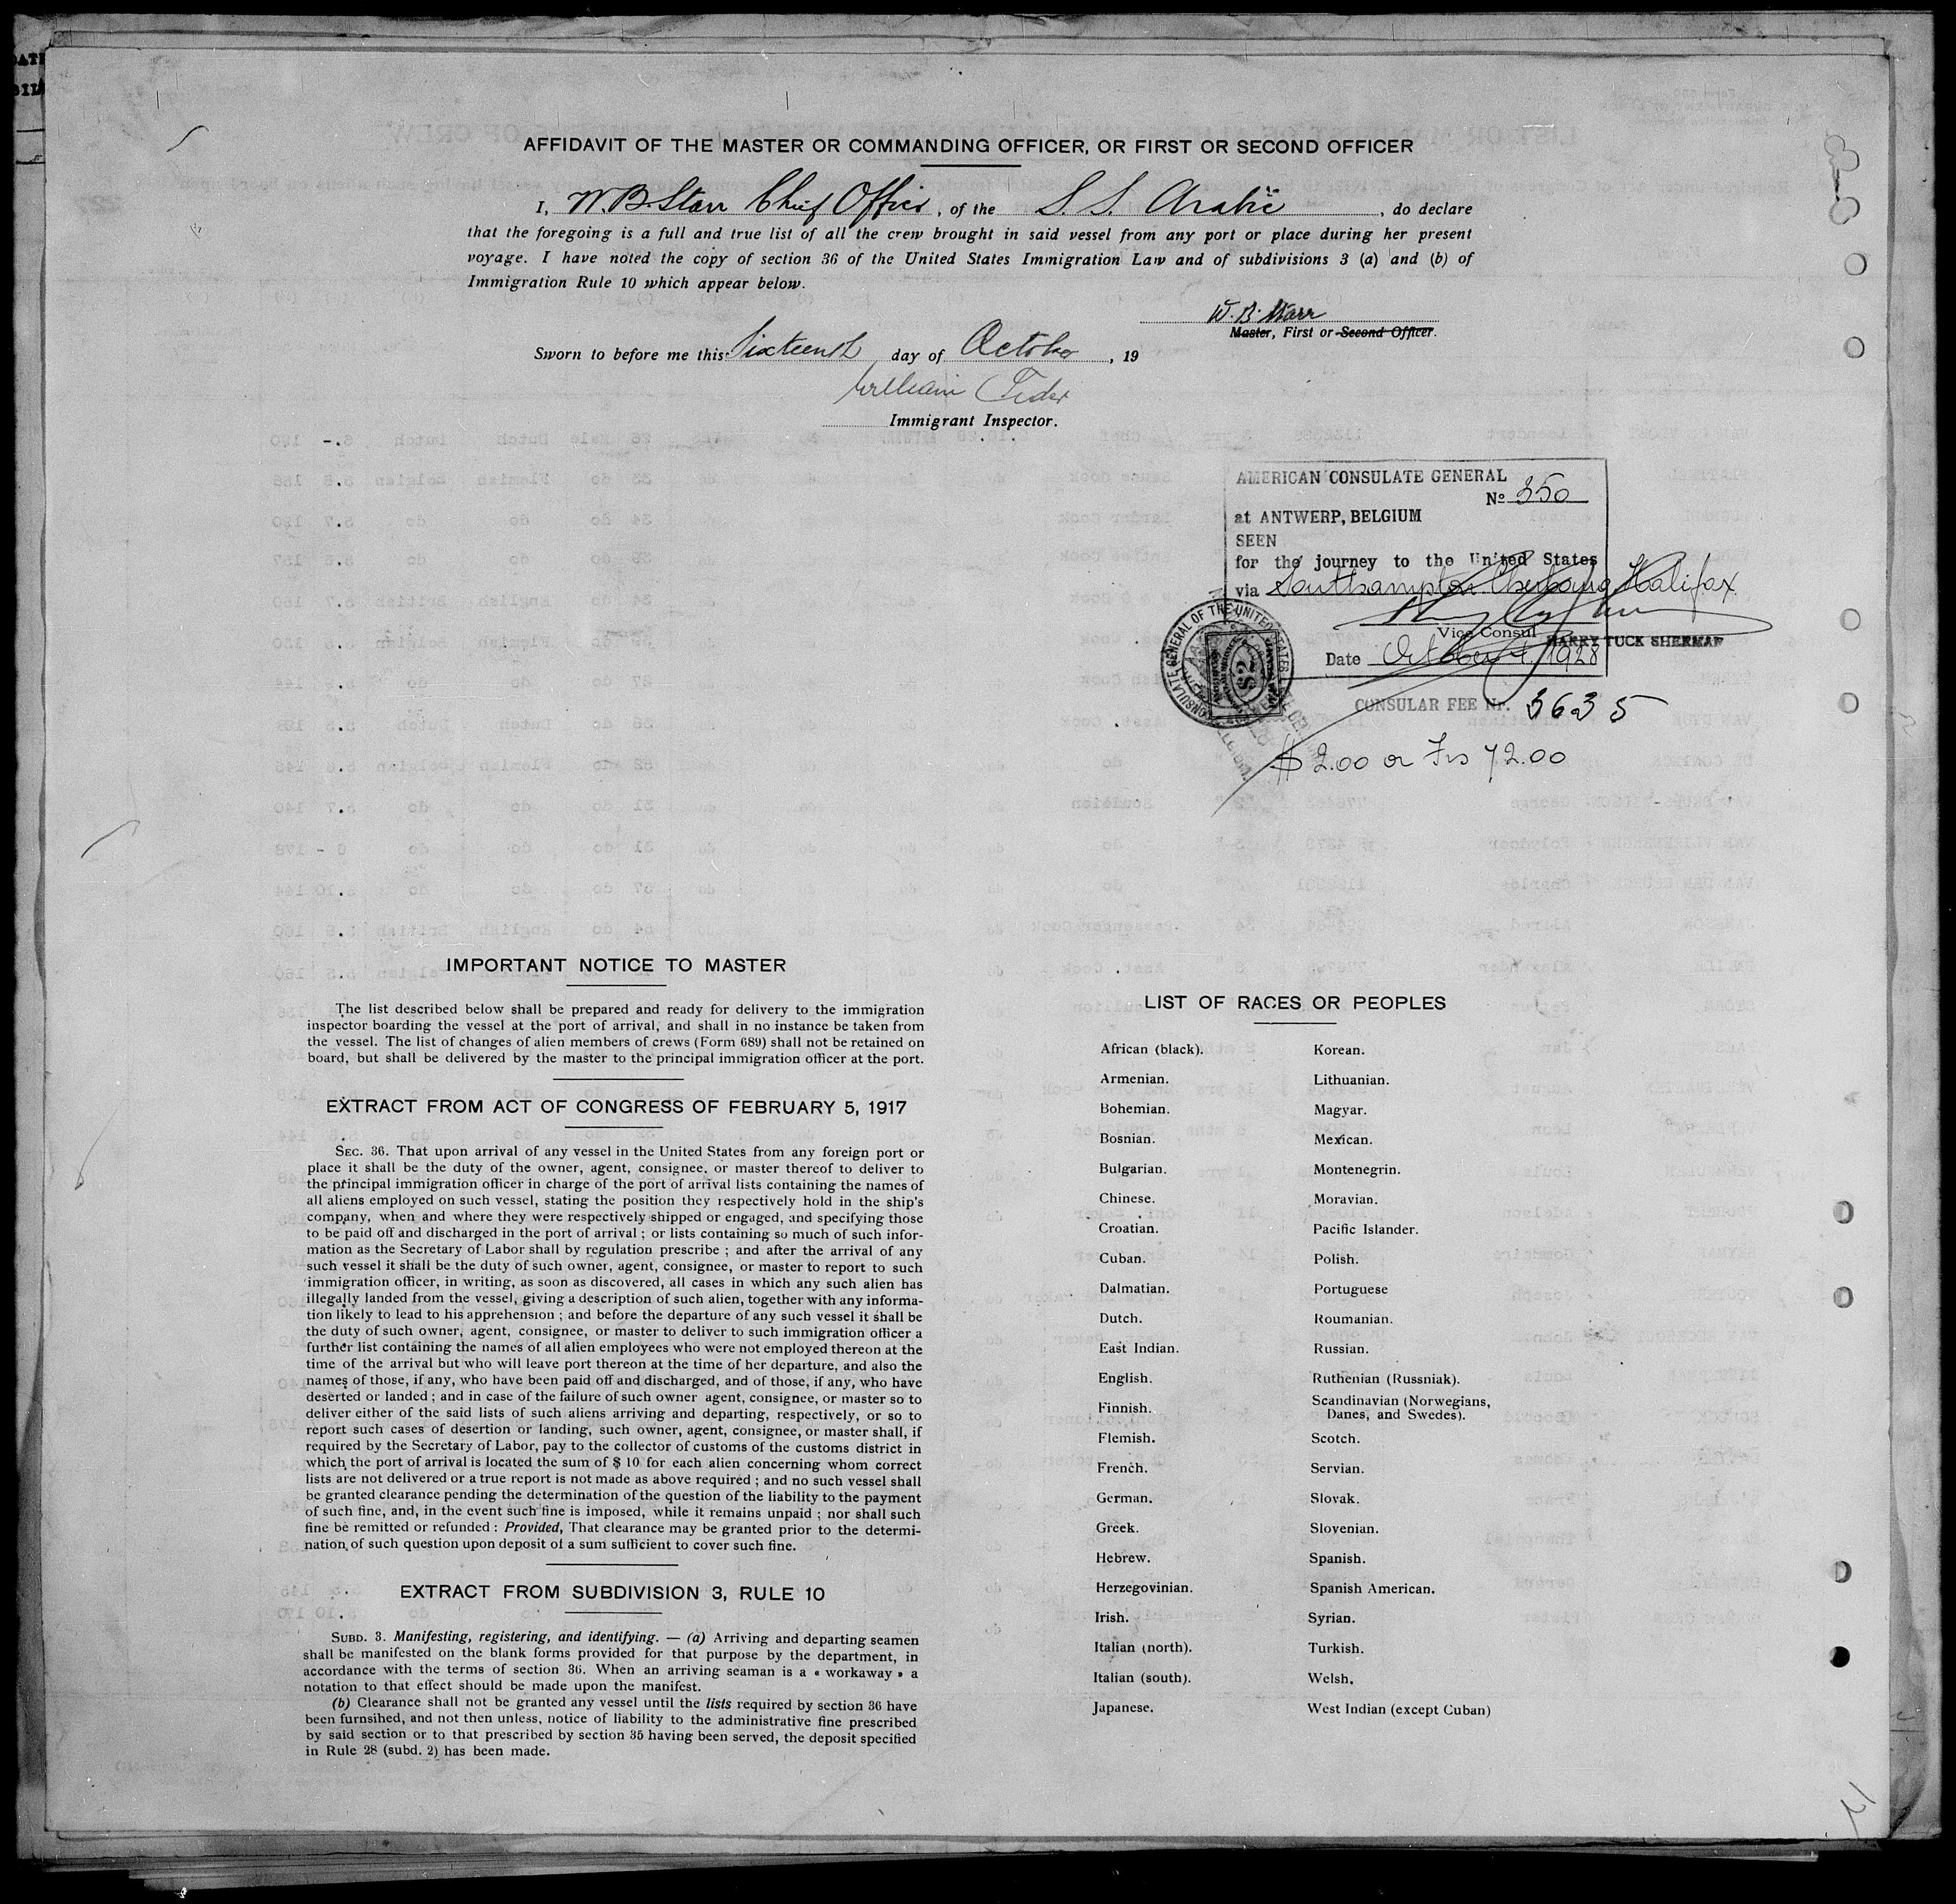 AFFIDAVIT OF THE MASTER OR COMMANDING OFFICER, OR FIRST OR SECOND OFFICER
I, W. B. Starr Chief Officer, of the S. S. Arabic, do declare
that the foregoing is a full and true list of all the crew brought in said vessel from any port or place during her present
voyage. I have noted the copy of section 36 of the United States Immigration Law and of subdivisions 3 (a) and (b) of
Immigration Rule 10 which appear below.
W. B. Starr
Master, First or Second Officer.
Sworn to before me this Sixteenth day of October, 19
William
Immigrant Inspector.
AMERICAN CONSULATE GENERAL
No 350
at ANTWERP, BELGIUM
SEEN
for the journey to the United States
via Southampton Cherbourg Halifax
Vice Consul HARRY TUCK SHERMAN
Date October 4, 1928
CONSULAR FEE Nr. 3635
$ 2.00 or Frs 72.00
IMPORTANT NOTICE TO MASTER
The list described below shall be prepared and ready for delivery to the immigration
inspector boarding the vessel at the port of arrival, and shall in no instance be taken from
the vessel. The list of changes of alien members of crews (Form 689) shall not be retained on
board, but shall be delivered by the master to the principal immigration officer at the port.
EXTRACT FROM ACT OF CONGRESS OF FEBRUARY 5, 1917
SEC. 36. That upon arrival of any vessel in the United States from any foreign port or
place it shall be the duty of the owner, agent, consignee, or master thereof to deliver to
the principal immigration officer in charge of the port of arrival lists containing the names of
all aliens employed on such vessel, stating the position they respectively hold in the ship's
company, when and where they were respectively shipped or engaged, and specifying those
to be paid off and discharged in the port of arrival ; or lists containing so much of such infor-
mation as the Secretary of Labor shall by regulation prescribe ; and after the arrival of any
such vessel it shall be the duty of such owner, agent, consignee, or master to report to such
immigration officer, in writing, as soon as discovered, all cases in which any such alien has
illegally landed from the vessel, giving a description of such alien, together with any informa-
tion likely to lead to his apprehension ; and before the departure of any such vessel it shall be
the duty of such owner, agent, consignee, or master to deliver to such immigration officer a
further list containing the names of all alien employees who were not employed thereon at the
time of the arrival but who will leave port thereon at the time of her departure, and also the
names of those, if any, who have been paid off and discharged, and of those, if any, who have
deserted or landed ; and in case of the failure of such owner agent, consignee, or master so to
deliver either of the said lists of such aliens arriving and departing, respectively, or so to
report such cases of desertion or landing, such owner, agent, consignee, or master shall, if
required by the Secretary of Labor, pay to the collector of customs of the customs district in
which the port of arrival is located the sum of $ 10 for each alien concerning whom correct
lists are not delivered or a true report is not made as above required ; and no such vessel shall
be granted clearance pending the determination of the question of the liability to the payment
of such fine, and, in the event such fine is imposed, while it remains unpaid ; nor shall such
fine be remitted or refunded : Provided, That clearance may be granted prior to the determi-
nation of such question upon deposit of a sum sufficient to cover such fine.
EXTRACT FROM SUBDIVISION 3, RULE 10
SUBD. 3. Manifesting, registering, and identifying. — (a) Arriving and departing seamen
shall be manifested on the blank forms provided for that purpose by the department, in
accordance with the terms of section 36. When an arriving seaman is a « workaway » a
notation to that effect should be made upon the manifest.
(b) Clearance shall not be granted any vessel until the lists required by section 36 have
been furnsihed, and not then unless, notice of liability to the administrative fine prescribed
by said section or to that prescribed by section 35 having been served, the deposit specified
in Rule 28 (subd. 2) has been made.
LIST OF RACES OR PEOPLES
African (black).
Armenian.
Bohemian.
Bosnian.
Bulgarian.
Chinese.
Croatian.
Cuban.
Dalmatian.
Dutch.
East Indian.
English.
Finnish.
Flemish.
French.
German.
Greek.
Hebrew.
Herzegovinian.
Irish.
Italian (north).
Italian (south).
Japanese.
Korean.
Lithuanian.
Magyar.
Mexican.
Montenegrin.
Moravian.
Pacific Islander.
Polish.
Portuguese
Roumanian.
Russian.
Ruthenian (Russniak).
Scandinavian (Norwegians,
Danes, and Swedes).
Scotch.
Servian.
Slovak.
Slovenian.
Spanish.
Spanish American.
Syrian.
Turkish.
Welsh.
West Indian (except Cuban)